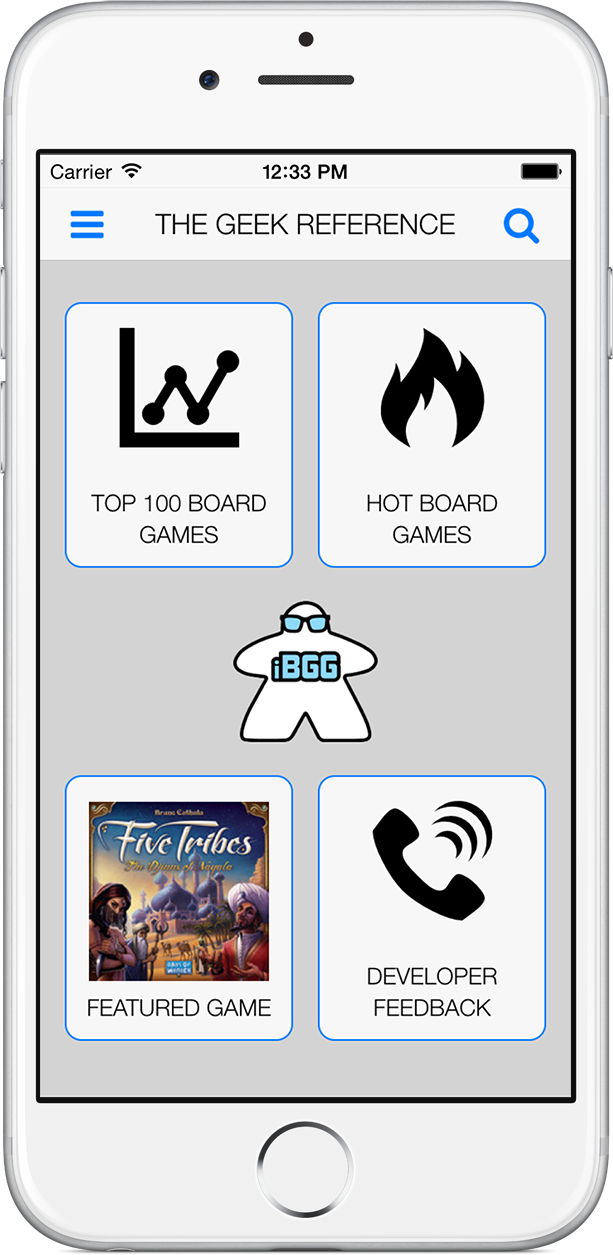 Carrier 12:33 PM
THE GEEK REFERENCE
TOP 100 BOARD
GAMES
HOT BOARD
GAMES
iBGG
Bruno Cathala
Five Tribes
The Djinns of Naqala
DAYS OF
WONDER
FEATURED GAME
DEVELOPER
FEEDBACK